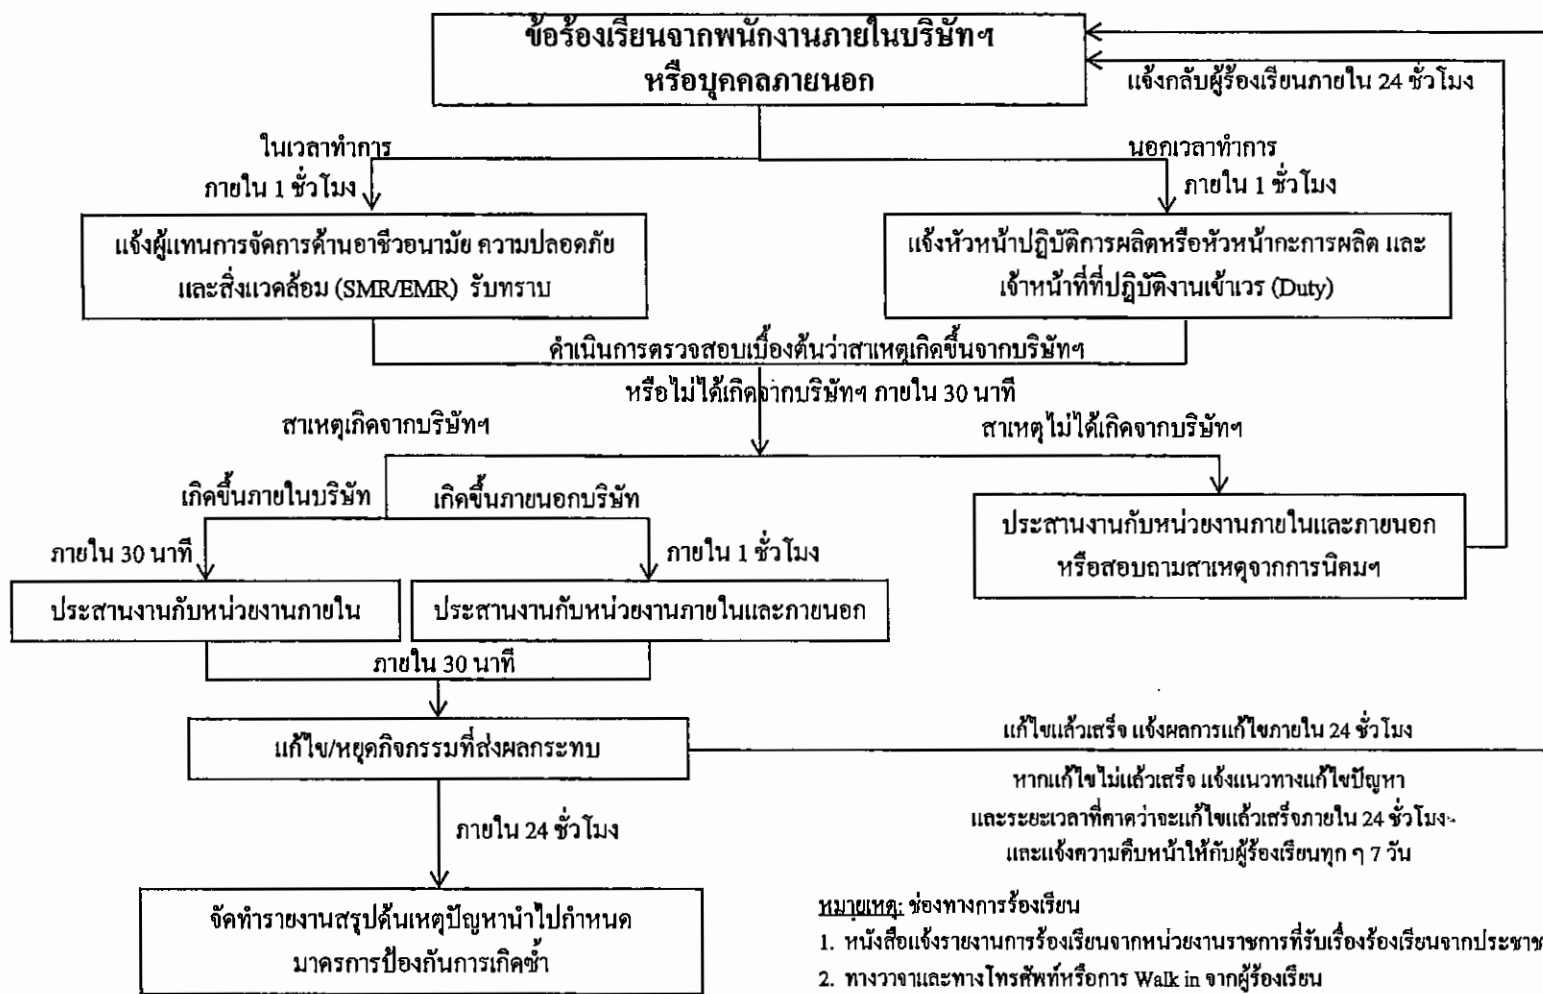 ข้อร้องเรียนจากพนักงานภายในบริษัทฯ
หรือบุคคลภายนอก
แจ้งกลับผู้ร้องเรียนภายใน 24 ชั่วโมง
ในเวลาทำการ
นอกเวลาทำการ
ภายใน 1 ชั่วโมง
ภายใน 1 ชั่วโมง
แจ้งผู้แทนการจัดการด้านอาชีวอนามัย ความปลอดภัย
และสิ่งแวดล้อม (SMR/EMR) รับทราบ
แจ้งหัวหน้าปฏิบัติการผลิตหรือหัวหน้ากะการผลิต และ
เจ้าหน้าที่ที่ปฏิบัติงานเข้าเวร (Duty)
ดำเนินการตรวจสอบเบื้องต้นว่าสาเหตุเกิดขึ้นจากบริษัทฯ
หรือไม่ได้เกิดจากบริษัทฯ ภายใน 30 นาที
สาเหตุเกิดจากบริษัทฯ
สาเหตุไม่ได้เกิดจากบริษัทฯ
เกิดขึ้นภายในบริษัท
เกิดขึ้นภายนอกบริษัท
ประสานงานกับหน่วยงานภายในและภายนอก
หรือสอบถามสาเหตุจากการนิคมฯ
ภายใน 30 นาที
ภายใน 1 ชั่วโมง
ประสานงานกับหน่วยงานภายใน
ประสานงานกับหน่วยงานภายในและภายนอก
ภายใน 30 นาที
แก้ไข/หยุดกิจกรรมที่ส่งผลกระทบ
แก้ไขแล้วเสร็จ แจ้งผลการแก้ไขภายใน 24 ชั่วโมง
หากแก้ไขไม่แล้วเสร็จ แจ้งแนวทางแก้ไขปัญหา
และระยะเวลาที่คาดว่าจะแก้ไขแล้วเสร็จภายใน 24 ชั่วโมง
และแจ้งความคืบหน้าให้กับผู้ร้องเรียนทุก ๆ 7 วัน
ภายใน 24 ชั่วโมง
จัดทำรายงานสรุปต้นเหตุปัญหานำไปกำหนด
มาตรการป้องกันการเกิดซ้ำ
หมายเหตุ: ช่องทางการร้องเรียน
1. หนังสือแจ้งรายงานการร้องเรียนจากหน่วยงานราชการที่รับเรื่องร้องเรียนจากประชาช
2. ทางวาจาและทางโทรศัพท์หรือการ Walk in จากผู้ร้องเรียน